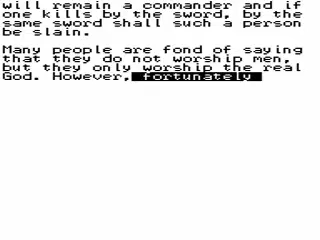 will remain a commander and if
one kills by the sword, by the
same sword shall such a person
be slain.
Many people are fond of saying
that they do not worship men,
but they only worship the real
God. However, fortunately